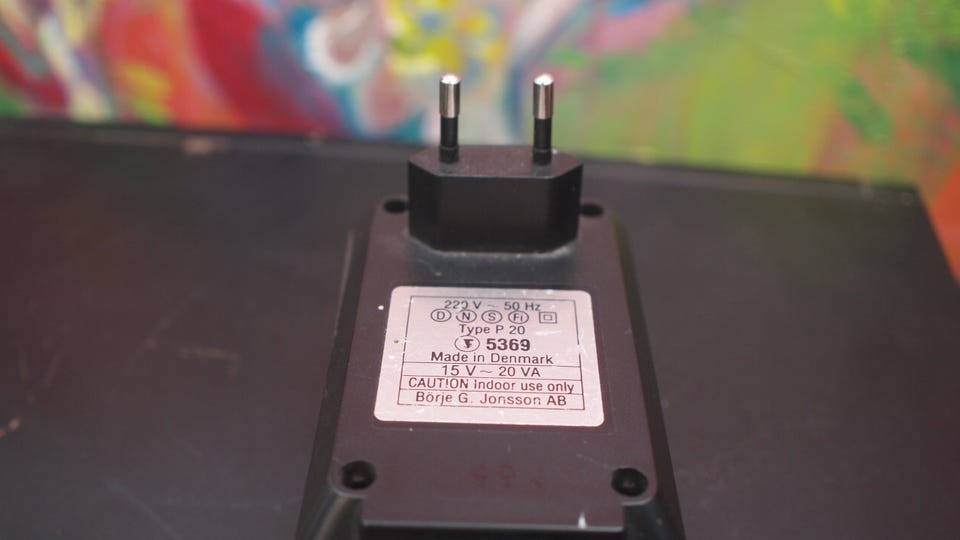 220 V ~ 50 Hz
D N S Fi
Type P 20
5369
Made in Denmark
15 V ~ 20 VA
CAUTION Indoor use only
Börje G. Jonsson AB